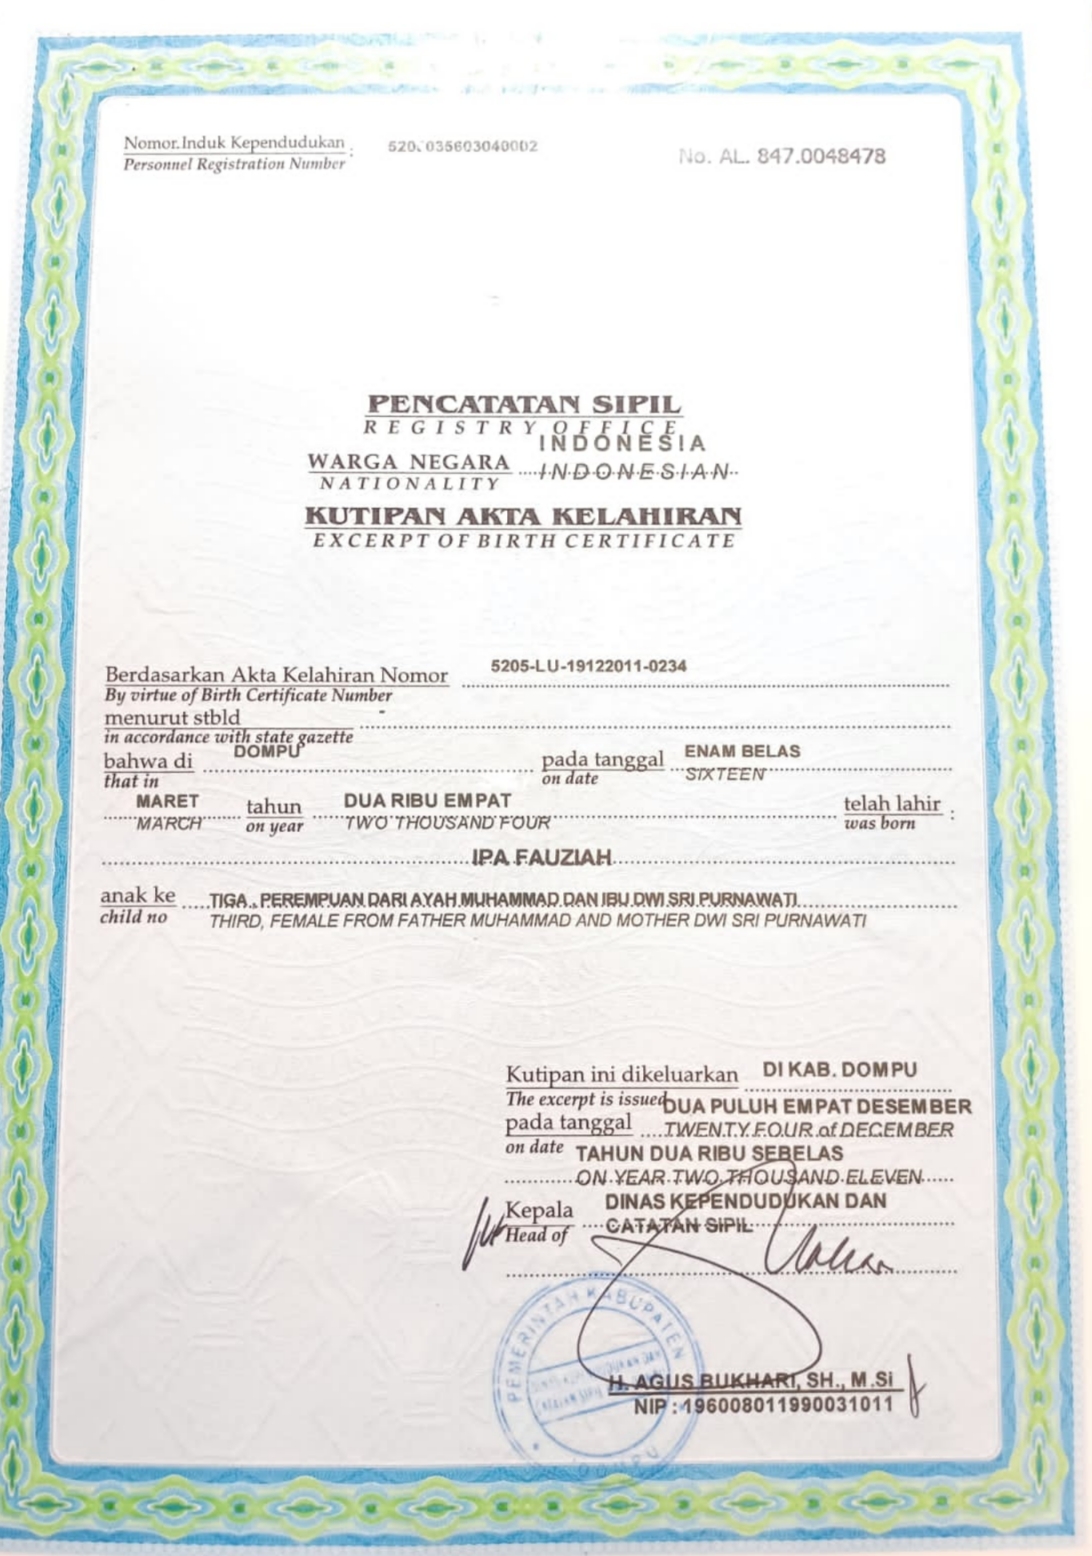 Nomor Induk Kependudukan :
Personnel Registration Number
No. AL. 847.0048478
PENCATATAN SIPIL
REGISTRY OFFICE
INDONESIA
WARGA NEGARA INDONESIAN
NATIONALITY
KUTIPAN AKTA KELAHIRAN
EXCERPT OF BIRTH CERTIFICATE
Berdasarkan Akta Kelahiran Nomor 5205-LU-19122011-0234
By virtue of Birth Certificate Number
menurut stbld -
in accordance with state gazette
bahwa di DOMPU pada tanggal ENAM BELAS
that in on date SIXTEEN
MARET tahun DUA RIBU EMPAT telah lahir :
MARCH on year TWO THOUSAND FOUR was born
IPA FAUZIAH
anak ke TIGA, PEREMPUAN DARI AYAH MUHAMMAD DAN IBU DWI SRI PURNAWATI
child no THIRD, FEMALE FROM FATHER MUHAMMAD AND MOTHER DWI SRI PURNAWATI
Kutipan ini dikeluarkan DI KAB. DOMPU
The excerpt is issued
DUA PULUH EMPAT DESEMBER
pada tanggal TWENTY FOUR of DECEMBER
on date TAHUN DUA RIBU SEBELAS
ON YEAR TWO THOUSAND ELEVEN
Kepala DINAS KEPENDUDUKAN DAN
Head of CATATAN SIPIL
PEMERINTAH KABUPATEN
DOMPU
H. AGUS BUKHARI, SH., M.Si
NIP : 196008011990031011